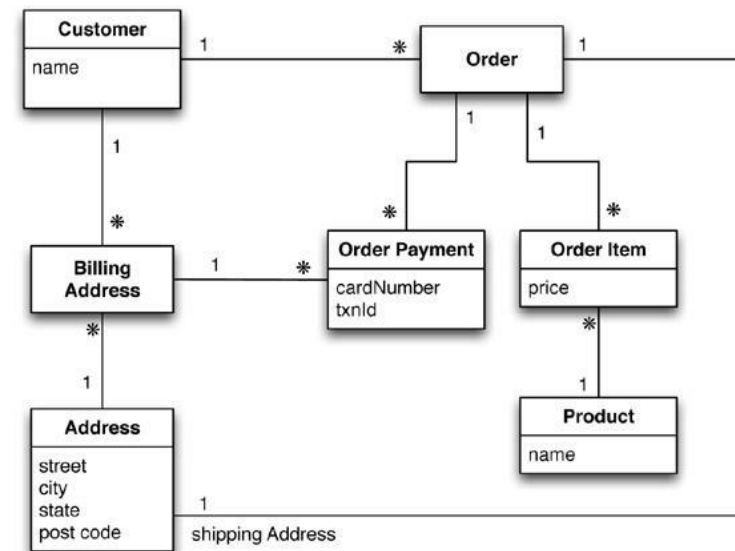 Customer
name
1
*
Order
1
1
*
1
*
1
*
Billing
Address
1
*
Order Payment
cardNumber
txnId
Order Item
price
*
1
*
1
Address
street
city
state
post code
Product
name
1
shipping Address